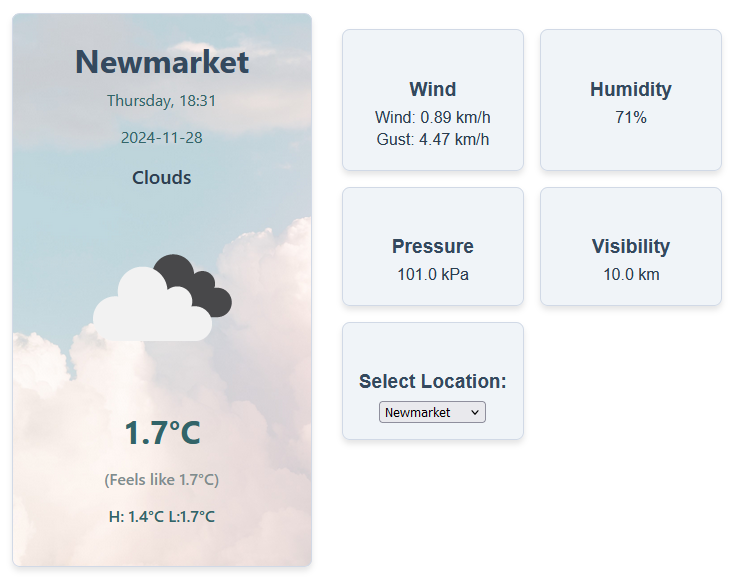 Newmarket
Thursday, 18:31
2024-11-28
Clouds
1.7°C
(Feels like 1.7°C)
H: 1.4°C L:1.7°C
Wind
Wind: 0.89 km/h
Gust: 4.47 km/h
Humidity
71%
Pressure
101.0 kPa
Visibility
10.0 km
Select Location:
Newmarket